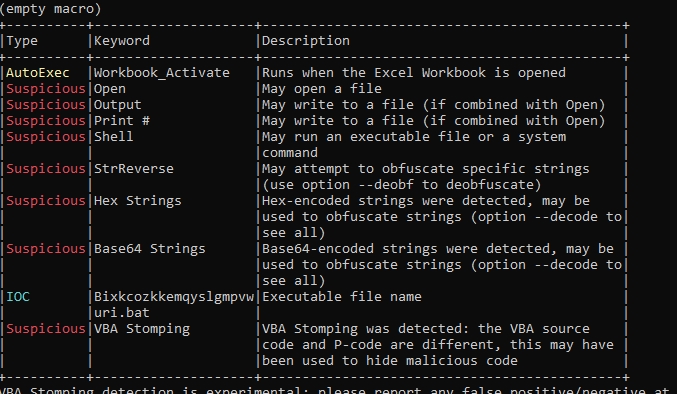 (empty macro)
+----------+--------------------+---------------------------------------------+
|Type      |Keyword             |Description                                  |
+----------+--------------------+---------------------------------------------+
|AutoExec  |Workbook_Activate   |Runs when the Excel Workbook is opened       |
|Suspicious|Open                |May open a file                              |
|Suspicious|Output              |May write to a file (if combined with Open)  |
|Suspicious|Print #             |May write to a file (if combined with Open)  |
|Suspicious|Shell               |May run an executable file or a system       |
|          |                    |command                                      |
|Suspicious|StrReverse          |May attempt to obfuscate specific strings    |
|          |                    |(use option --deobf to deobfuscate)          |
|Suspicious|Hex Strings         |Hex-encoded strings were detected, may be    |
|          |                    |used to obfuscate strings (option --decode to|
|          |                    |see all)                                     |
|Suspicious|Base64 Strings      |Base64-encoded strings were detected, may be |
|          |                    |used to obfuscate strings (option --decode to|
|          |                    |see all)                                     |
|IOC       |Bixkcozkkemqyslgmpvw|Executable file name                         |
|          |uri.bat             |                                             |
|Suspicious|VBA Stomping        |VBA Stomping was detected: the VBA source    |
|          |                    |code and P-code are different, this may have |
|          |                    |been used to hide malicious code             |
+----------+--------------------+---------------------------------------------+
VBA Stomping detection is experimental: please report any false positive/negative at